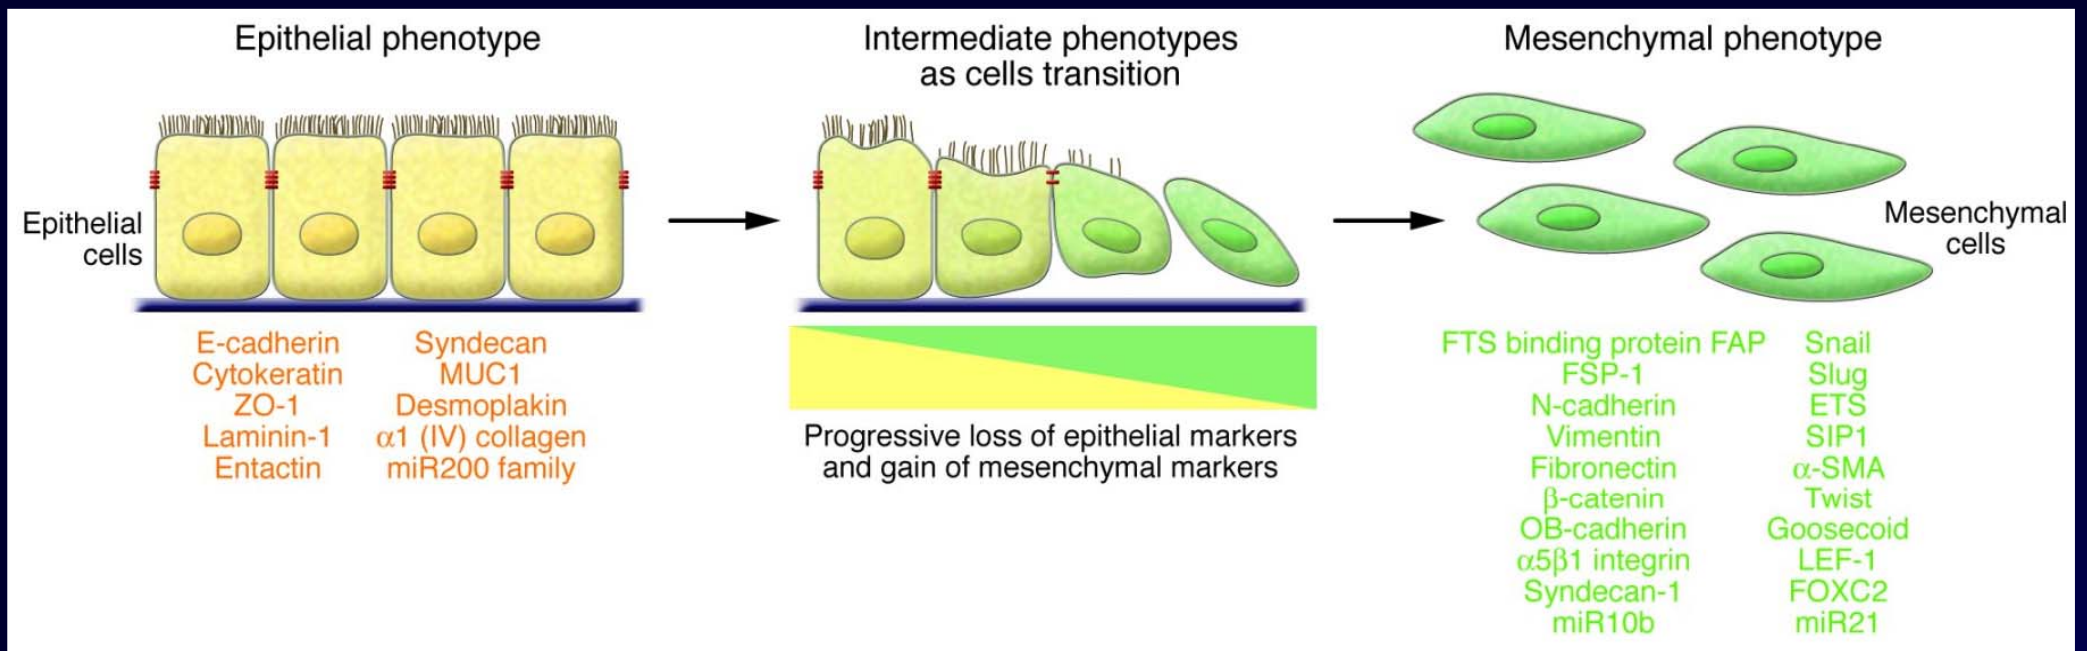 Epithelial phenotype
Intermediate phenotypes
as cells transition
Mesenchymal phenotype
Epithelial
cells
Mesenchymal
cells
E-cadherin
Cytokeratin
ZO-1
Laminin-1
Entactin
Syndecan
MUC1
Desmoplakin
α1 (IV) collagen
miR200 family
Progressive loss of epithelial markers
and gain of mesenchymal markers
FTS binding protein FAP
FSP-1
N-cadherin
Vimentin
Fibronectin
β-catenin
OB-cadherin
α5β1 integrin
Syndecan-1
miR10b
Snail
Slug
ETS
SIP1
α-SMA
Twist
Goosecoid
LEF-1
FOXC2
miR21